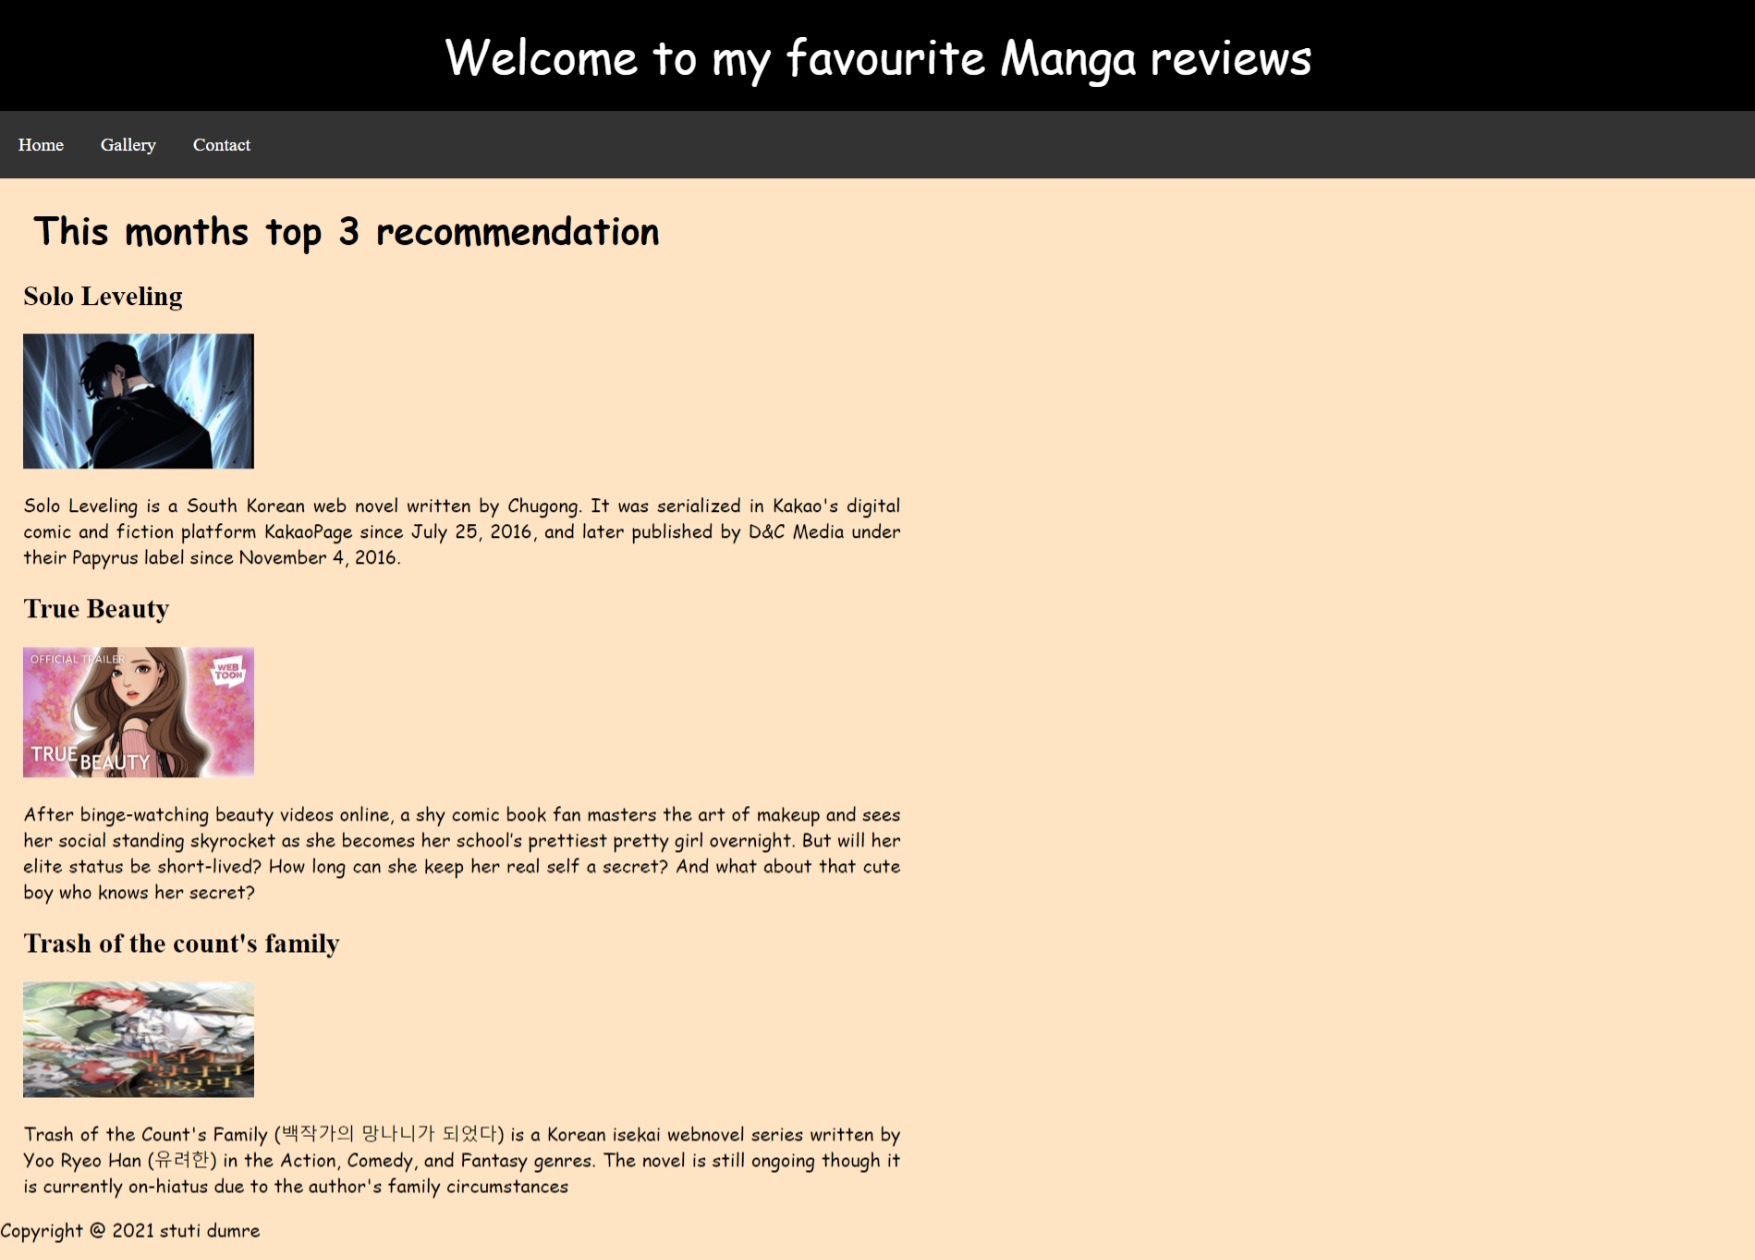 Welcome to my favourite Manga reviews
Home Gallery Contact
This months top 3 recommendation
Solo Leveling
Solo Leveling is a South Korean web novel written by Chugong. It was serialized in Kakao's digital
comic and fiction platform KakaoPage since July 25, 2016, and later published by D&C Media under
their Papyrus label since November 4, 2016.
True Beauty
OFFICIAL TRAILER
WEB
TOON
TRUE
BEAUTY
After binge-watching beauty videos online, a shy comic book fan masters the art of makeup and sees
her social standing skyrocket as she becomes her school's prettiest pretty girl overnight. But will her
elite status be short-lived? How long can she keep her real self a secret? And what about that cute
boy who knows her secret?
Trash of the count's family
Trash of the Count's Family (백작가의 망나니가 되었다) is a Korean isekai webnovel series written by
Yoo Ryeo Han (유려한) in the Action, Comedy, and Fantasy genres. The novel is still ongoing though it
is currently on-hiatus due to the author's family circumstances
Copyright @ 2021 stuti dumre